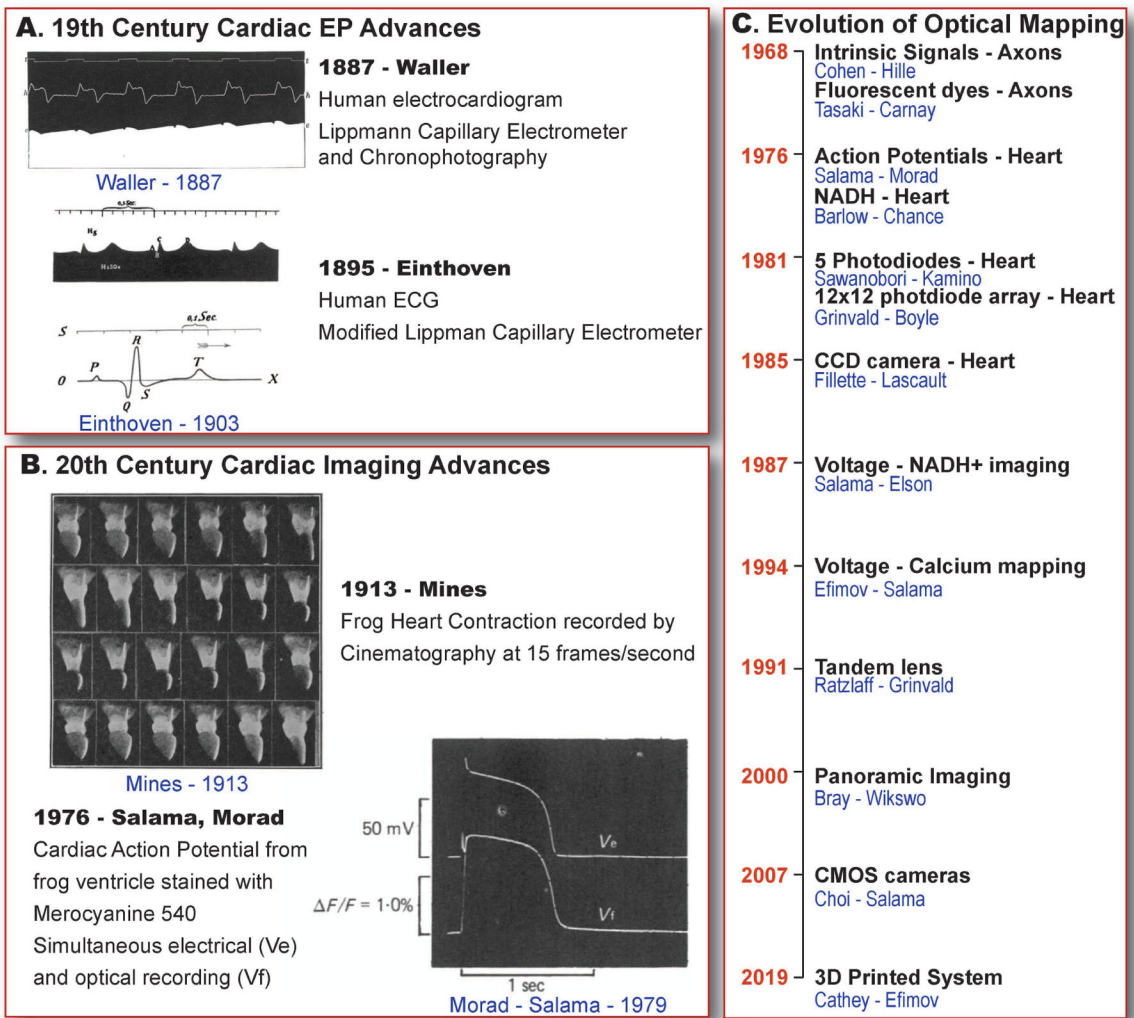 A. 19th Century Cardiac EP Advances
1887 - Waller
Human electrocardiogram
Lippmann Capillary Electrometer
and Chronophotography
t
t
h
h
e
e
Waller - 1887
0,1 Sec.
Hg
A
C
B
D
H2SO4
1895 - Einthoven
Human ECG
Modified Lippman Capillary Electrometer
S
0,1,Sec.
R
P
T
O
X
S
Q
Einthoven - 1903
B. 20th Century Cardiac Imaging Advances
1913 - Mines
Frog Heart Contraction recorded by
Cinematography at 15 frames/second
Mines - 1913
1976 - Salama, Morad
Cardiac Action Potential from
frog ventricle stained with
Merocyanine 540
Simultaneous electrical (Ve)
and optical recording (Vf)
50 mV
Ve
ΔF/F = 1·0%
Vf
1 sec
Morad - Salama - 1979
C. Evolution of Optical Mapping
1968
Intrinsic Signals - Axons
Cohen - Hille
Fluorescent dyes - Axons
Tasaki - Carnay
1976
Action Potentials - Heart
Salama - Morad
NADH - Heart
Barlow - Chance
1981
5 Photodiodes - Heart
Sawanobori - Kamino
12x12 photdiode array - Heart
Grinvald - Boyle
1985
CCD camera - Heart
Fillette - Lascault
1987
Voltage - NADH+ imaging
Salama - Elson
1994
Voltage - Calcium mapping
Efimov - Salama
1991
Tandem lens
Ratzlaff - Grinvald
2000
Panoramic Imaging
Bray - Wikswo
2007
CMOS cameras
Choi - Salama
2019
3D Printed System
Cathey - Efimov